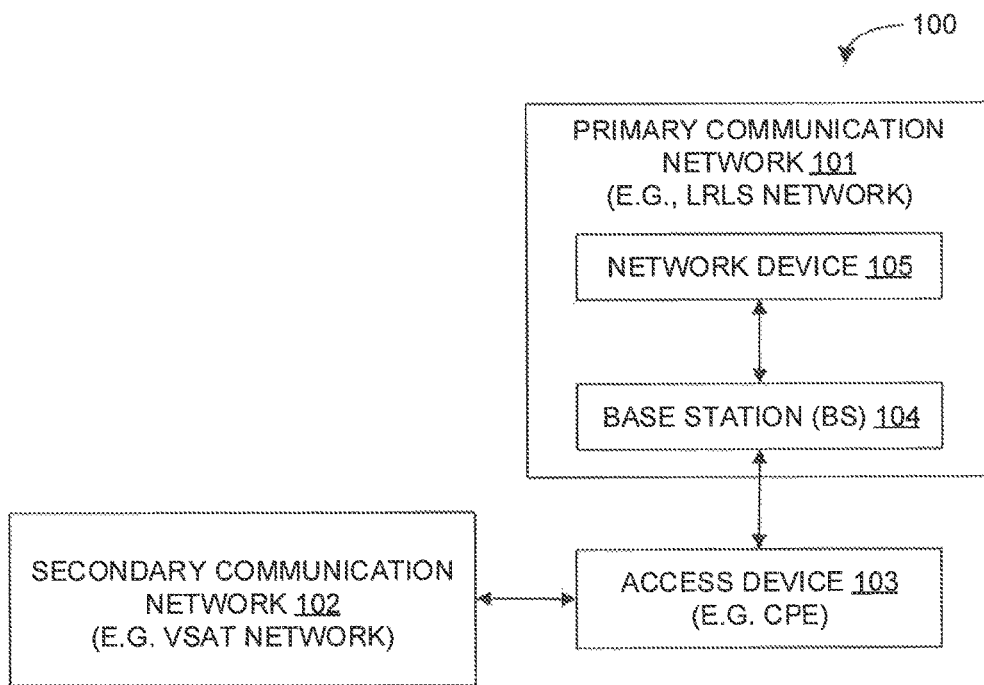 100
PRIMARY COMMUNICATION
NETWORK 101
(E.G., LRLS NETWORK)
NETWORK DEVICE 105
BASE STATION (BS) 104
SECONDARY COMMUNICATION
NETWORK 102
(E.G. VSAT NETWORK)
ACCESS DEVICE 103
(E.G. CPE)